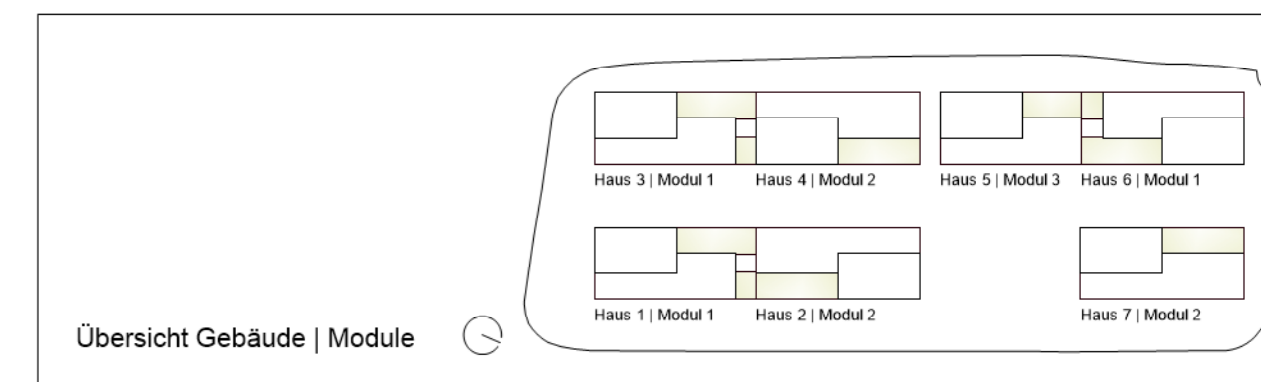 Haus 3 | Modul 1
Haus 4 | Modul 2
Haus 5 | Modul 3
Haus 6 | Modul 1
Haus 1 | Modul 1
Haus 2 | Modul 2
Haus 7 | Modul 2
Übersicht Gebäude | Module